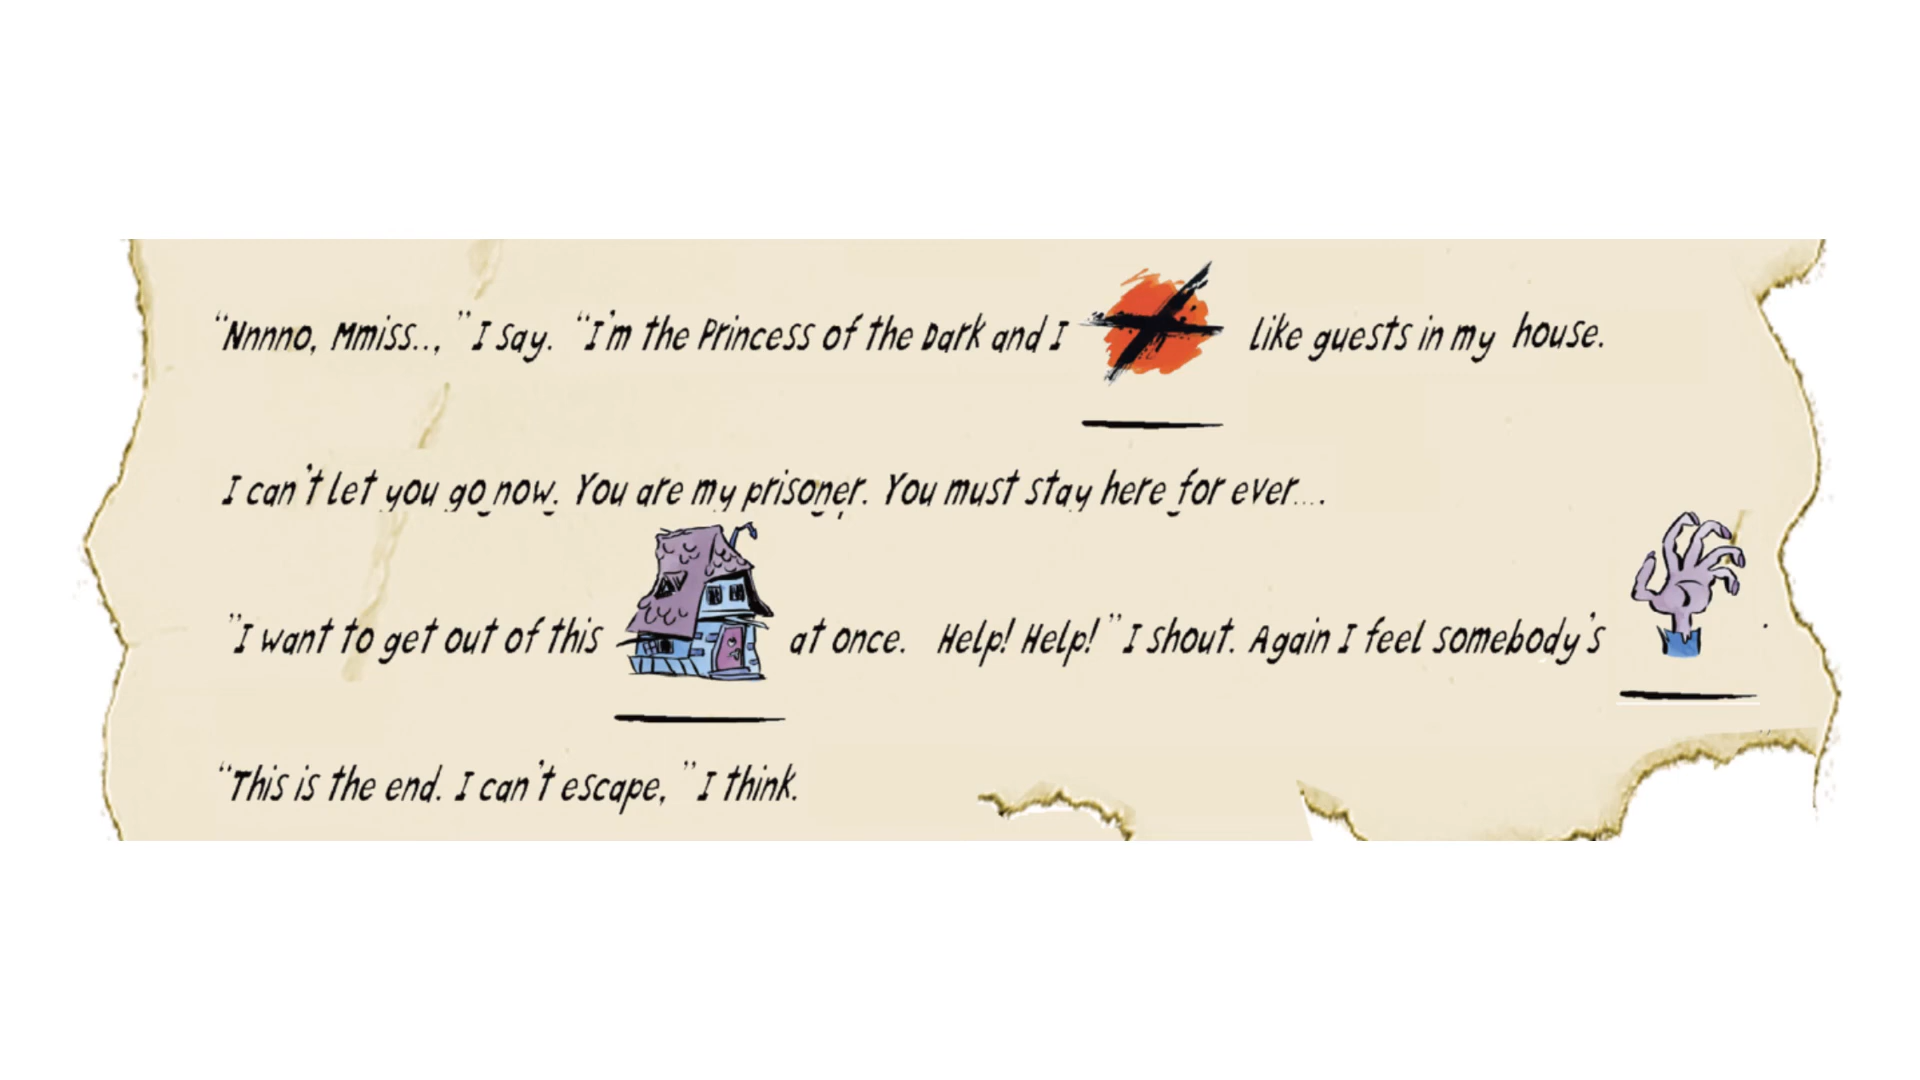 “Nnnno, Mmiss..,” I say. “I'm the Princess of the Dark and I like guests in my house.
I can't let you go now. You are my prisoner. You must stay here for ever....
”I want to get out of this at once. Help! Help!” I shout. Again I feel somebody's .
“This is the end. I can't escape,” I think.